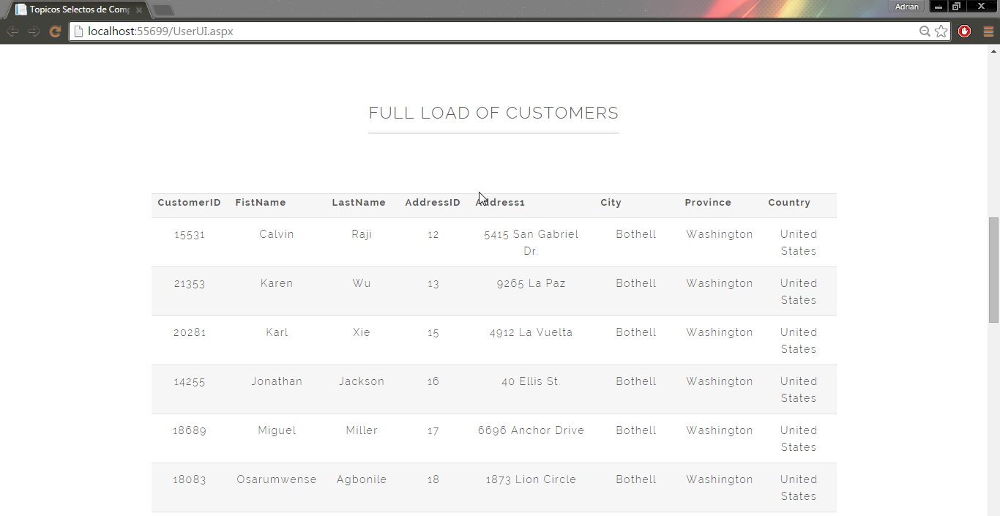 Topicos Selectos de Comp
Adrian
localhost:55699/UserUI.aspx
FULL LOAD OF CUSTOMERS
CustomerID FistName LastName AddressID Address1 City Province Country
15531 Calvin Raji 12 5415 San Gabriel Bothell Washington United
Dr. States
21353 Karen Wu 13 9265 La Paz Bothell Washington United
States
20281 Karl Xie 15 4912 La Vuelta Bothell Washington United
States
14255 Jonathan Jackson 16 40 Ellis St. Bothell Washington United
States
18689 Miguel Miller 17 6696 Anchor Drive Bothell Washington United
States
18083 Osarumwense Agbonile 18 1873 Lion Circle Bothell Washington United
States